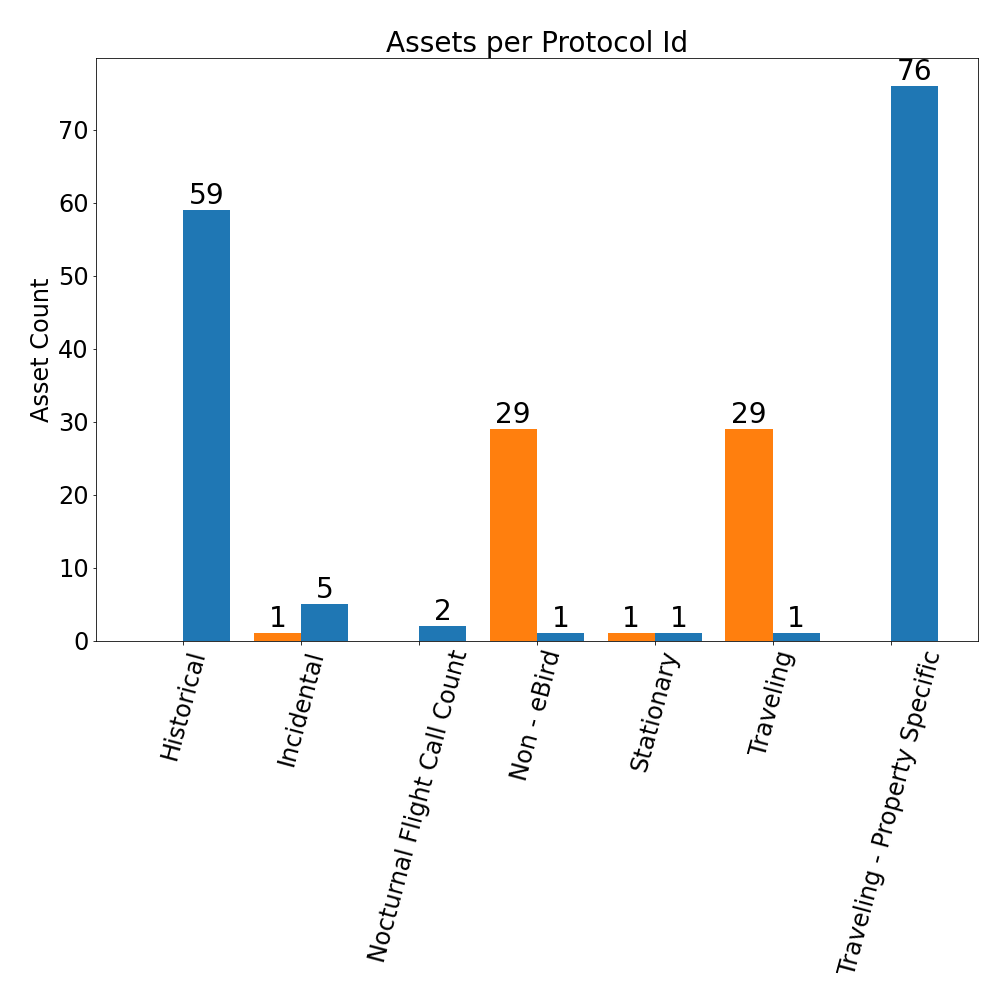 Assets per Protocol Id
Asset Count
70
60
50
40
30
20
10
0
59
1
5
2
29
1
1
1
29
1
76
Historical
Incidental
Nocturnal Flight Call Count
Non - eBird
Stationary
Traveling
Traveling - Property Specific